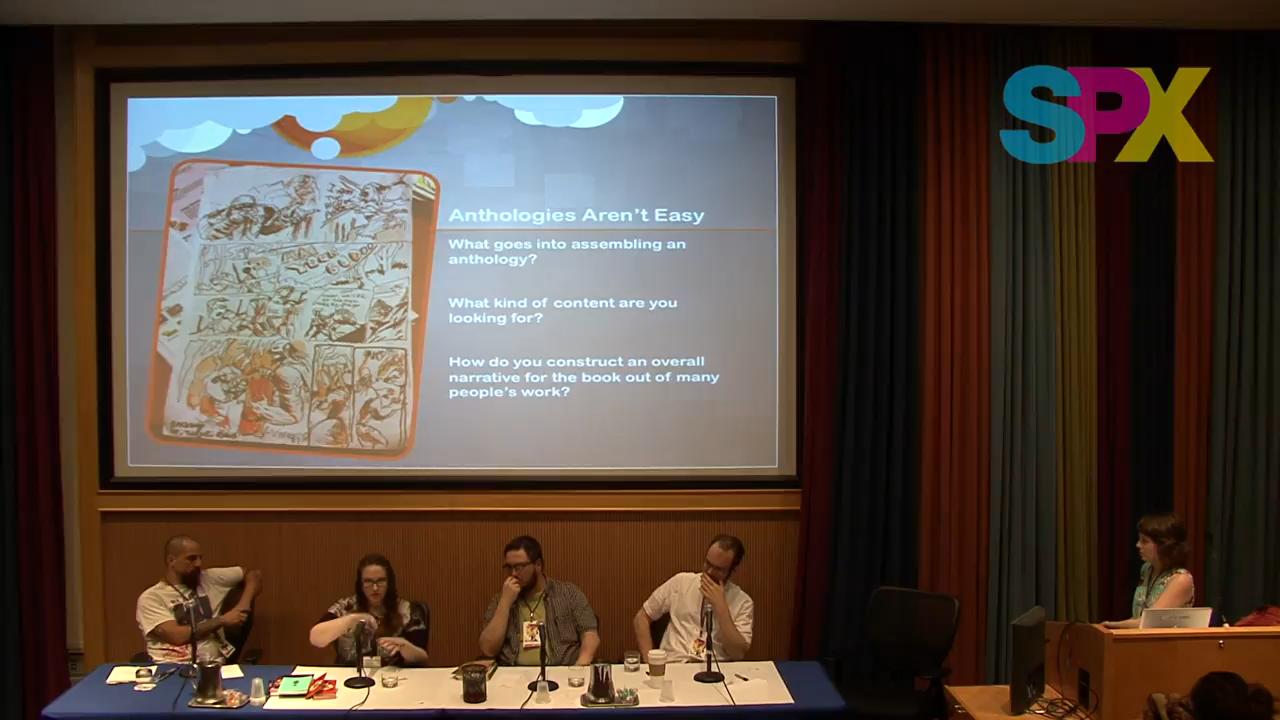 SPX
Anthologies Aren't Easy
What goes into assembling an
anthology?
What kind of content are you
looking for?
How do you construct an overall
narrative for the book out of many
people's work?